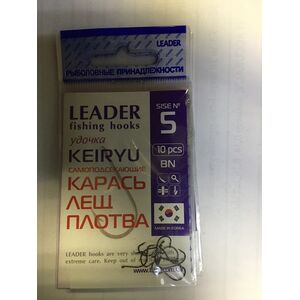 LEADER
РЫБОЛОВНЫЕ ПРИНАДЛЕЖНОСТИ
LEADER
fishing hooks
удочка
KEIRYU
САМОПОДСЕКАЮЩИЕ
КАРАСЬ
ЛЕЩ
ПЛОТВА
SISE №
5
10 pcs
BN
MADE IN KOREA
LEADER hooks are very sh
extreme care. Keep out of